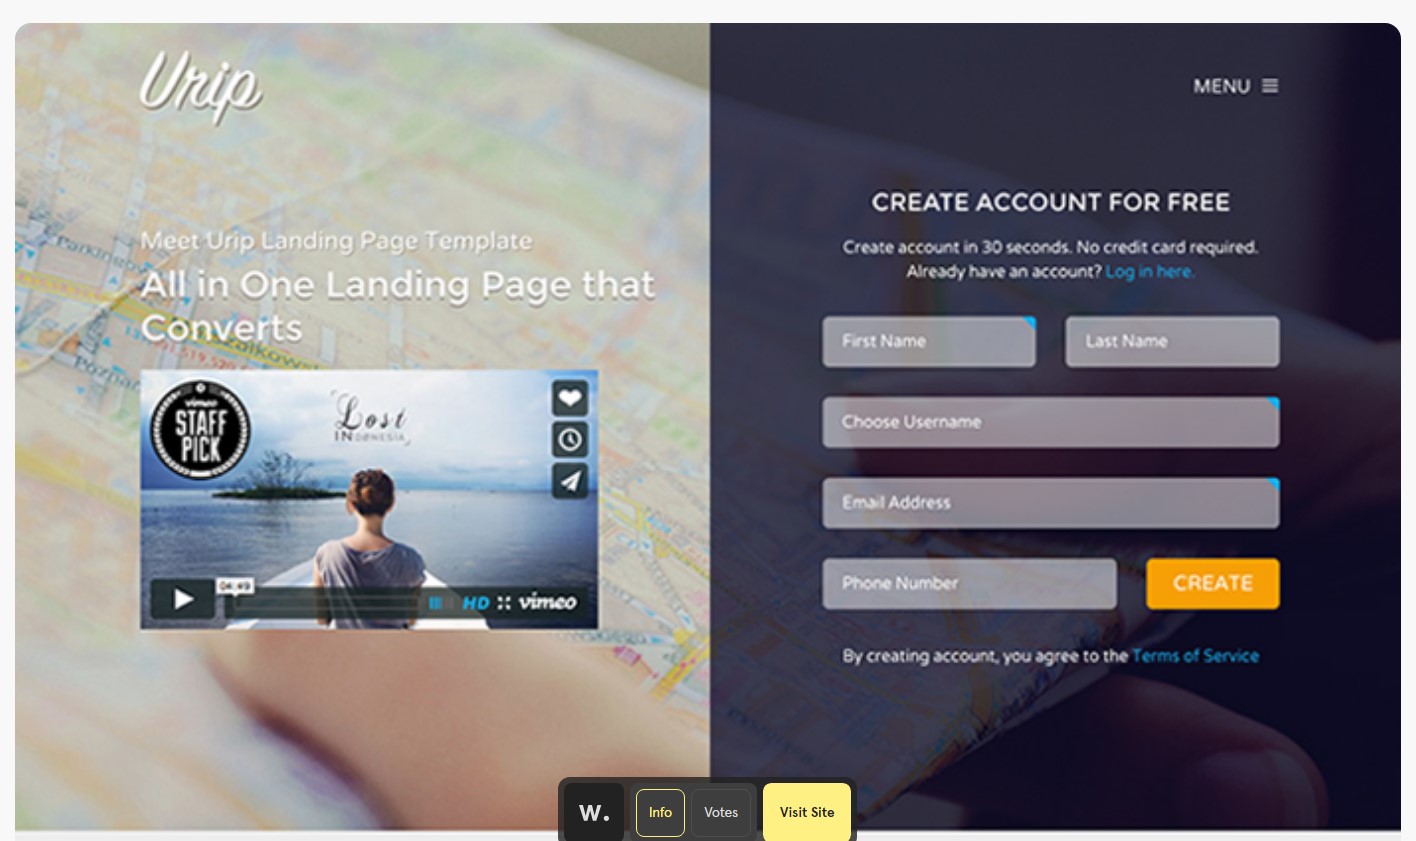 Urip
MENU
Meet Urip Landing Page Template
All in One Landing Page that
Converts
vimeo
STAFF
PICK
Lost
INDONESIA
04:49
HD vimeo
CREATE ACCOUNT FOR FREE
Create account in 30 seconds. No credit card required.
Already have an account? Log in here.
First Name
Last Name
Choose Username
Email Address
Phone Number
CREATE
By creating account, you agree to the Terms of Service
W.
Info
Votes
Visit Site